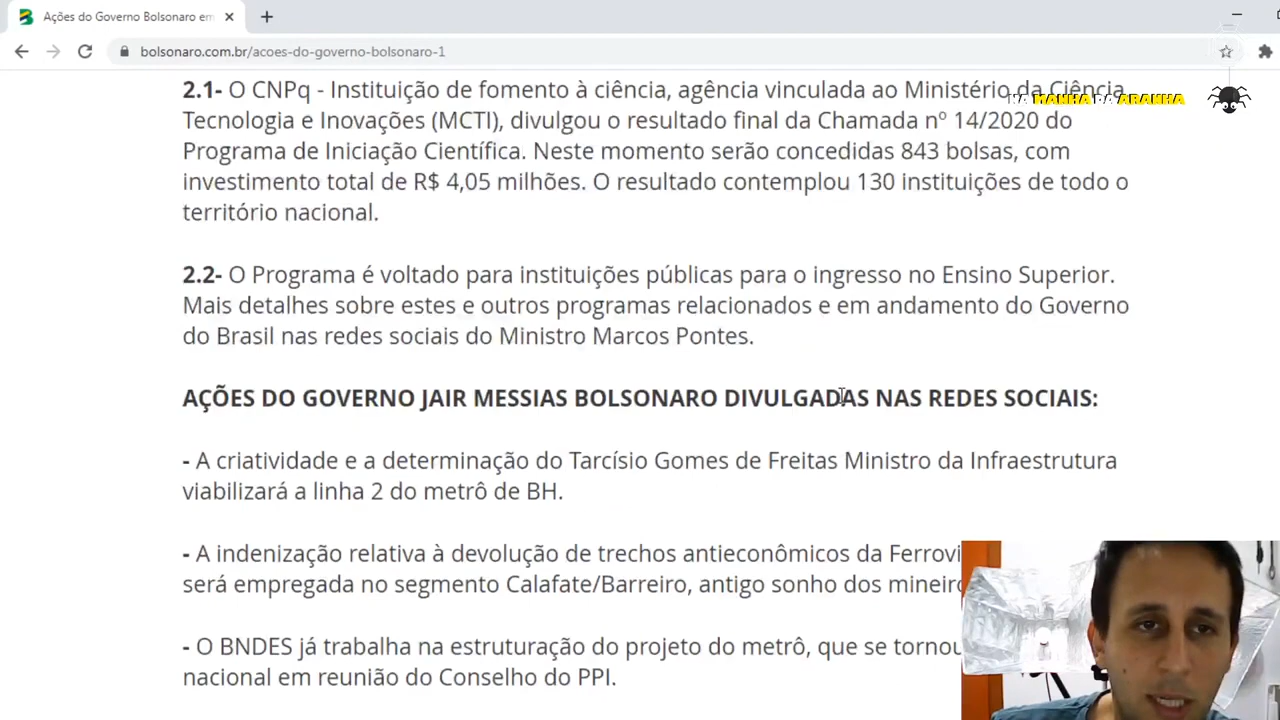 Ações do Governo Bolsonaro em
bolsonaro.com.br/acoes-do-governo-bolsonaro-1
NA MANHA DA ARANHA
2.1- O CNPq - Instituição de fomento à ciência, agência vinculada ao Ministério da Ciência
Tecnologia e Inovações (MCTI), divulgou o resultado final da Chamada nº 14/2020 do
Programa de Iniciação Científica. Neste momento serão concedidas 843 bolsas, com
investimento total de R$ 4,05 milhões. O resultado contemplou 130 instituições de todo o
território nacional.
2.2- O Programa é voltado para instituições públicas para o ingresso no Ensino Superior.
Mais detalhes sobre estes e outros programas relacionados e em andamento do Governo
do Brasil nas redes sociais do Ministro Marcos Pontes.
AÇÕES DO GOVERNO JAIR MESSIAS BOLSONARO DIVULGADAS NAS REDES SOCIAIS:
- A criatividade e a determinação do Tarcísio Gomes de Freitas Ministro da Infraestrutura
viabilizará a linha 2 do metrô de BH.
- A indenização relativa à devolução de trechos antieconômicos da Ferrovi
será empregada no segmento Calafate/Barreiro, antigo sonho dos mineiro
- O BNDES já trabalha na estruturação do projeto do metrô, que se tornou
nacional em reunião do Conselho do PPI.